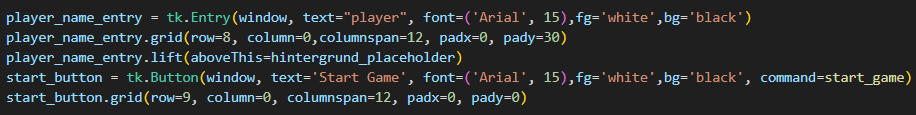 player_name_entry = tk.Entry(window, text="player", font=('Arial', 15),fg='white',bg='black')
player_name_entry.grid(row=8, column=0,columnspan=12, padx=0, pady=30)
player_name_entry.lift(aboveThis=hintergrund_placeholder)
start_button = tk.Button(window, text='Start Game', font=('Arial', 15),fg='white',bg='black', command=start_game)
start_button.grid(row=9, column=0, columnspan=12, padx=0, pady=0)